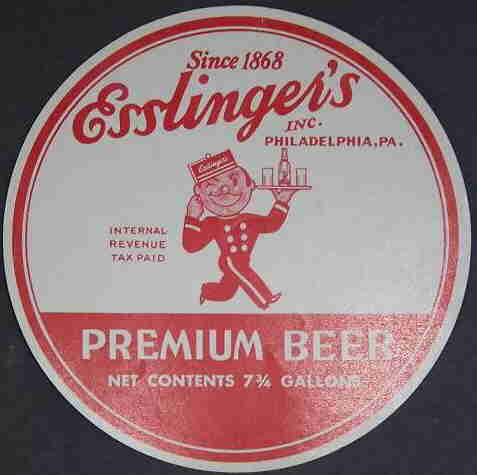 Since 1868
Esslinger's
INC.
PHILADELPHIA, PA.
Esslinger's
INTERNAL
REVENUE
TAX PAID
PREMIUM BEER
NET CONTENTS 7¾ GALLONS